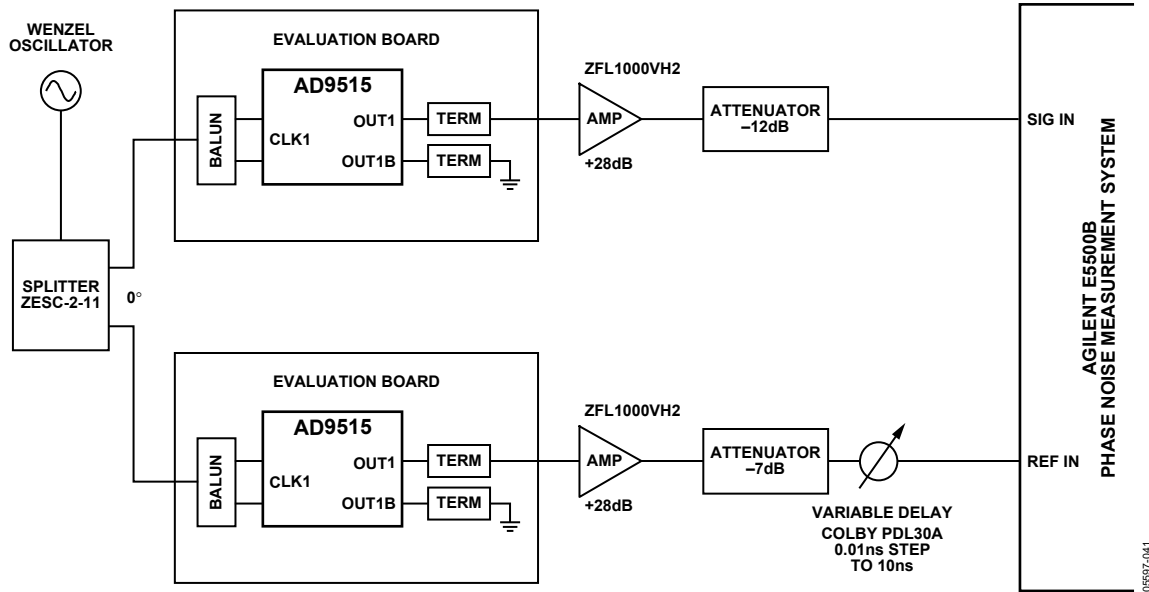 WENZEL
OSCILLATOR
SPLITTER
ZESC-2-11
0°
EVALUATION BOARD
BALUN
AD9515
CLK1
OUT1
OUT1B
TERM
TERM
ZFL1000VH2
AMP
+28dB
ATTENUATOR
–12dB
SIG IN
EVALUATION BOARD
BALUN
AD9515
CLK1
OUT1
OUT1B
TERM
TERM
ZFL1000VH2
AMP
+28dB
ATTENUATOR
–7dB
VARIABLE DELAY
COLBY PDL30A
0.01ns STEP
TO 10ns
REF IN
AGILENT E5500B
PHASE NOISE MEASUREMENT SYSTEM
05597-041